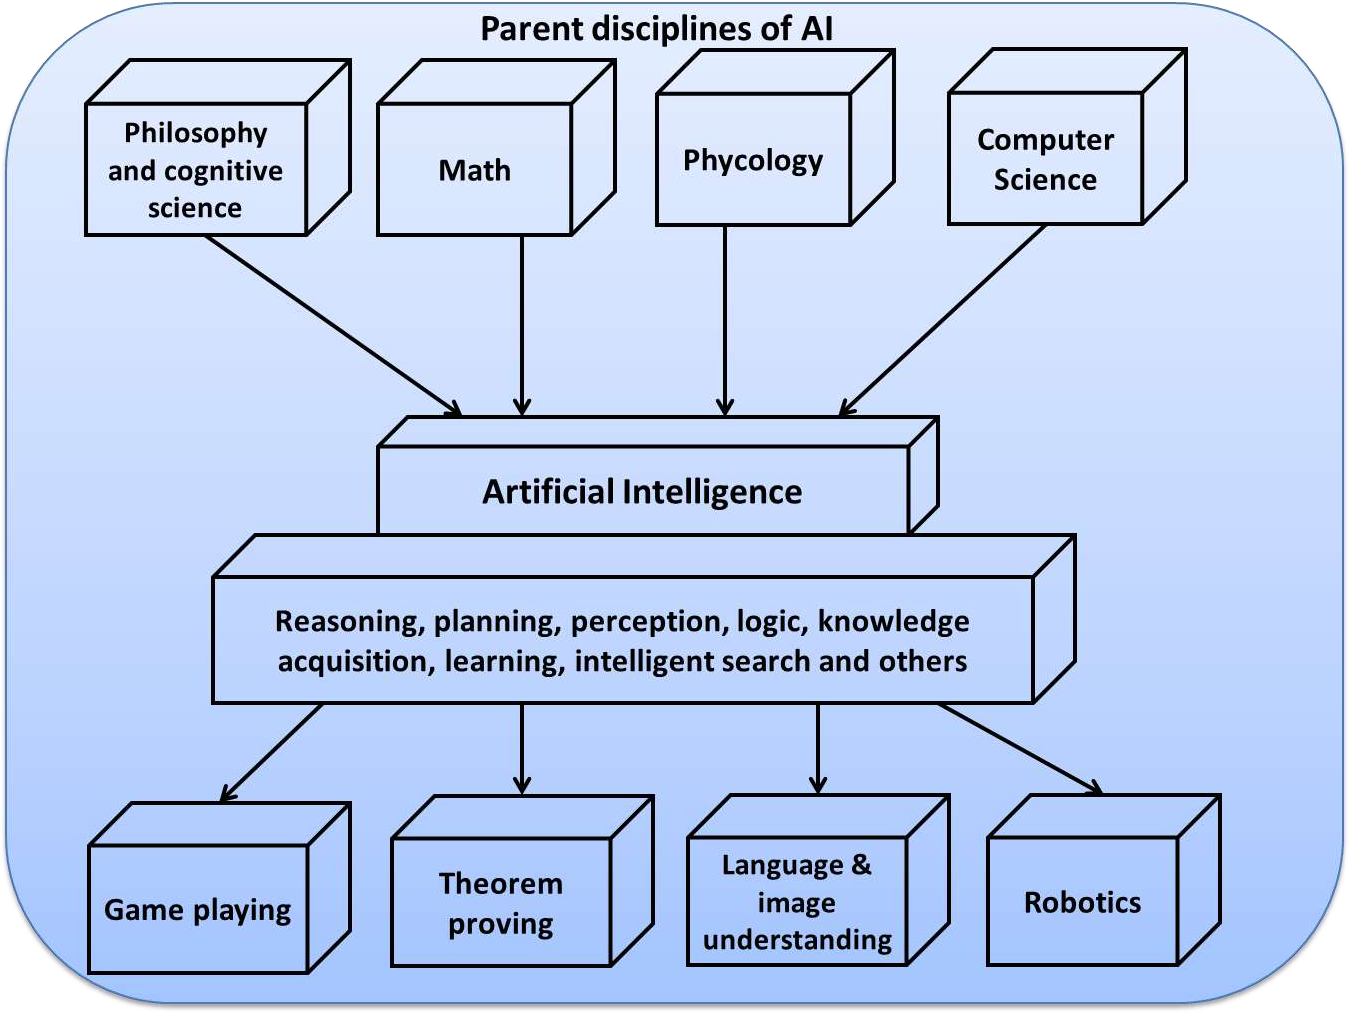 Parent disciplines of AI
Philosophy
and cognitive
science
Math
Phycology
Computer
Science
Artificial Intelligence
Reasoning, planning, perception, logic, knowledge
acquisition, learning, intelligent search and others
Game playing
Theorem
proving
Language &
image
understanding
Robotics